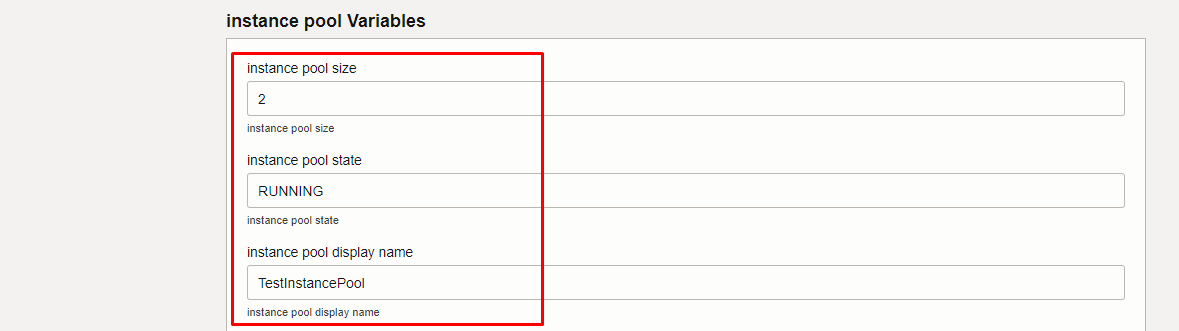 instance pool Variables
instance pool size
2
instance pool size
instance pool state
RUNNING
instance pool state
instance pool display name
TestInstancePool
instance pool display name